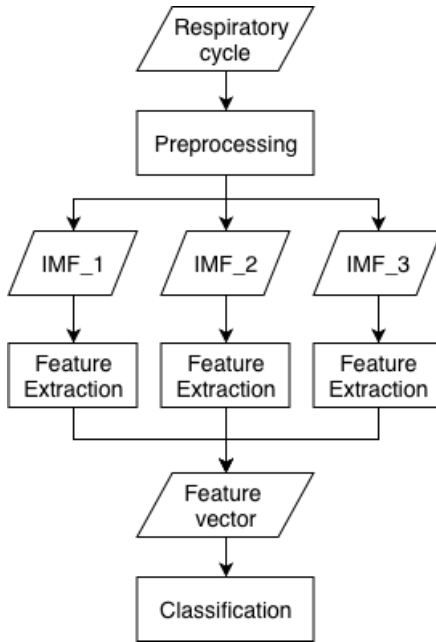 Respiratory
cycle
Preprocessing
IMF_1
IMF_2
IMF_3
Feature
Extraction
Feature
Extraction
Feature
Extraction
Feature
vector
Classification